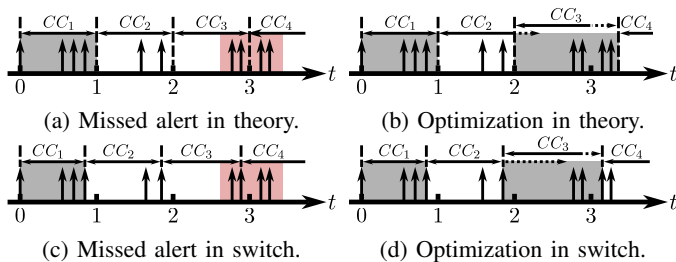 CC1 CC2 CC3 CC4
0 1 2 3 t
(a) Missed alert in theory.
CC1 CC2 CC3 CC4
0 1 2 3 t
(b) Optimization in theory.
CC1 CC2 CC3 CC4
0 1 2 3 t
(c) Missed alert in switch.
CC1 CC2 CC3 CC4
0 1 2 3 t
(d) Optimization in switch.